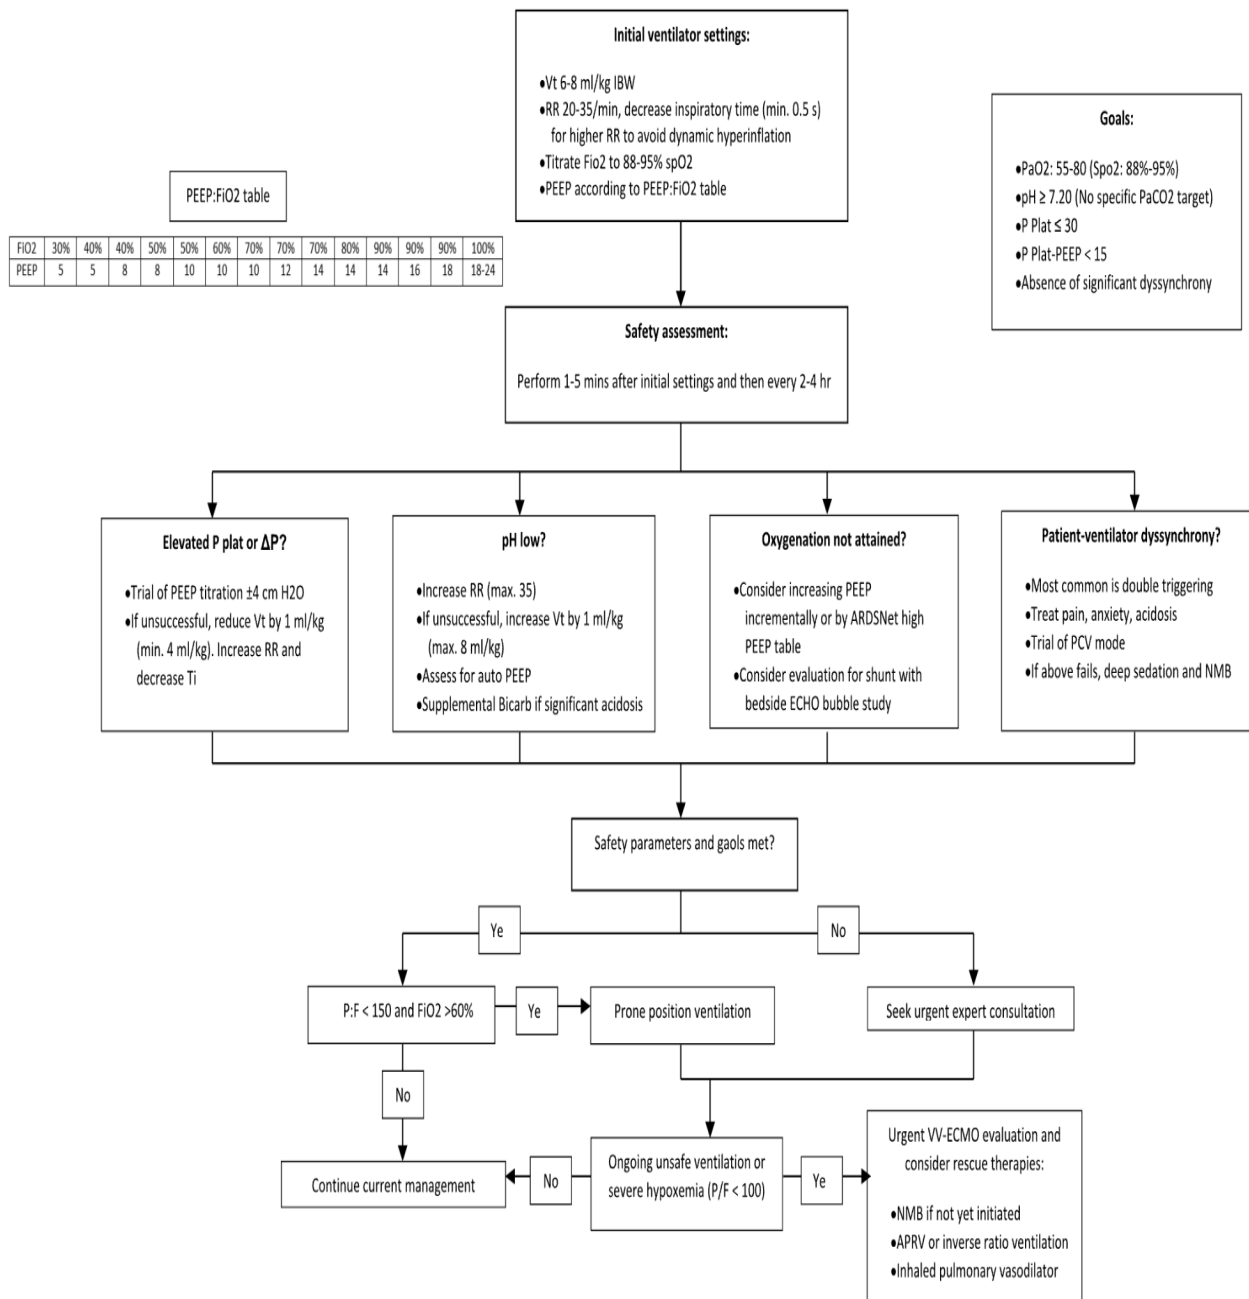 Initial ventilator settings:
•Vt 6-8 ml/kg IBW
•RR 20-35/min, decrease inspiratory time (min. 0.5 s)
for higher RR to avoid dynamic hyperinflation
•Titrate Fio2 to 88-95% spO2
•PEEP according to PEEP:FiO2 table
Goals:
•PaO2: 55-80 (Spo2: 88%-95%)
•pH ≥ 7.20 (No specific PaCO2 target)
•P Plat ≤ 30
•P Plat-PEEP < 15
•Absence of significant dyssynchrony
PEEP:FiO2 table
FiO2 30% 40% 40% 50% 50% 60% 70% 70% 70% 80% 90% 90% 90% 100%
PEEP 5 5 8 8 10 10 10 12 14 14 14 16 18 18-24
Safety assessment:
Perform 1-5 mins after initial settings and then every 2-4 hr
Elevated P plat or ΔP?
•Trial of PEEP titration ±4 cm H2O
•If unsuccessful, reduce Vt by 1 ml/kg
(min. 4 ml/kg). Increase RR and
decrease Ti
pH low?
•Increase RR (max. 35)
•If unsuccessful, increase Vt by 1 ml/kg
(max. 8 ml/kg)
•Assess for auto PEEP
•Supplemental Bicarb if significant acidosis
Oxygenation not attained?
•Consider increasing PEEP
incrementally or by ARDSNet high
PEEP table
•Consider evaluation for shunt with
bedside ECHO bubble study
Patient-ventilator dyssynchrony?
•Most common is double triggering
•Treat pain, anxiety, acidosis
•Trial of PCV mode
•If above fails, deep sedation and NMB
Safety parameters and gaols met?
Ye
No
P:F < 150 and FiO2 >60%
Ye
Prone position ventilation
Seek urgent expert consultation
No
Continue current management
No
Ongoing unsafe ventilation or
severe hypoxemia (P/F < 100)
Ye
Urgent VV-ECMO evaluation and
consider rescue therapies:
•NMB if not yet initiated
•APRV or inverse ratio ventilation
•Inhaled pulmonary vasodilator